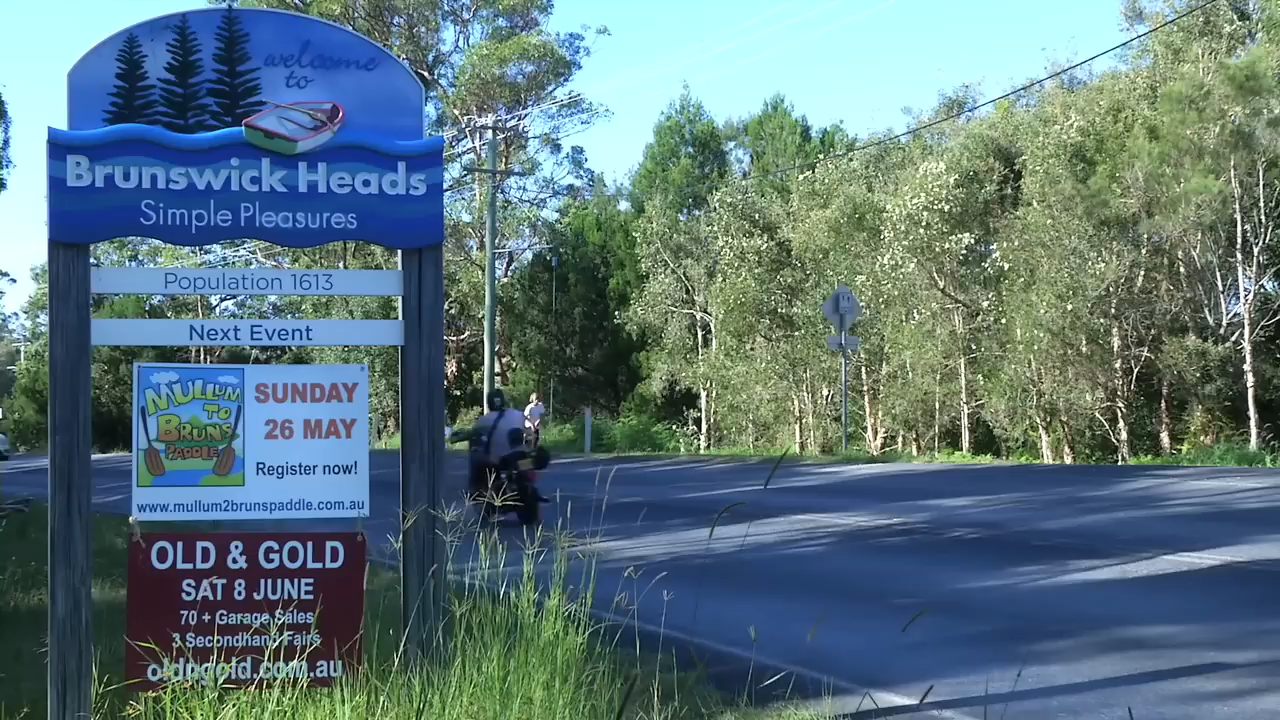 welcome
to
Brunswick Heads
Simple Pleasures
Population 1613
Next Event
MULLUM
TO
BRUNS
PADDLE
SUNDAY
26 MAY
Register now!
www.mullum2brunspaddle.com.au
OLD & GOLD
SAT 8 JUNE
70 + Garage Sales
3 Secondhand Fairs
oldngold.com.au